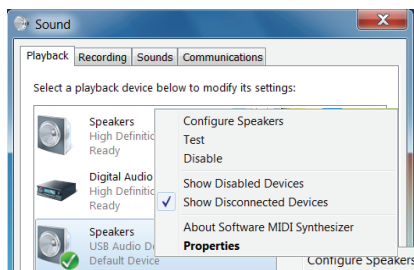 Sound
Playback Recording Sounds Communications
Select a playback device below to modify its settings:
Speakers
High Definitic
Ready
Digital Audio
High Definitic
Ready
Speakers
USB Audio De
Default Device
Configure Speakers
Test
Disable
Show Disabled Devices
Show Disconnected Devices
About Software MIDI Synthesizer
Properties
Configure Speakers